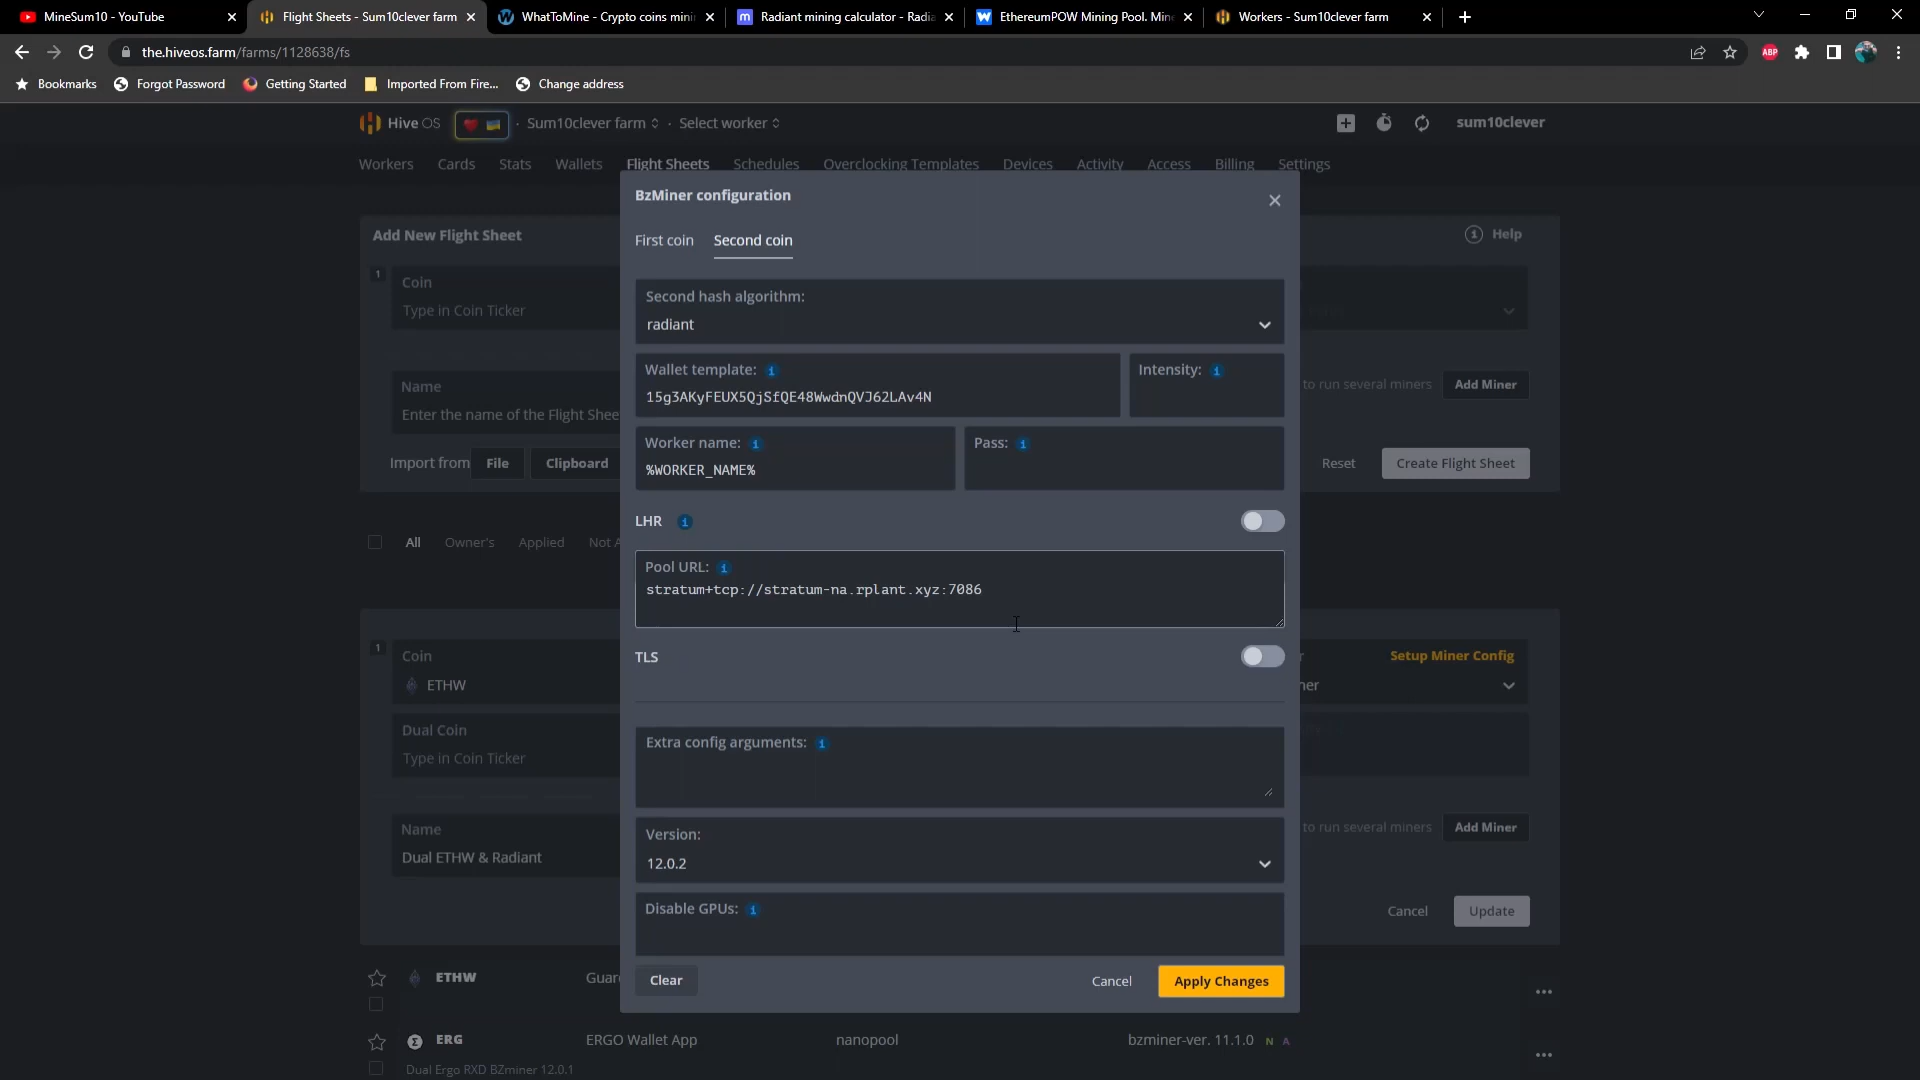 MineSum10 - YouTube
Flight Sheets - Sum10clever farm
WhatToMine - Crypto coins mini
Radiant mining calculator - Radia
EthereumPOW Mining Pool. Mine
Workers - Sum10clever farm
the.hiveos.farm/farms/1128638/fs
ABP
Bookmarks
Forgot Password
Getting Started
Imported From Fire...
Change address
Hive OS
Sum10clever farm
Select worker
sum10clever
Workers
Cards
Stats
Wallets
Flight Sheets
Schedules
Overclocking Templates
Devices
Activity
Access
Billing
Settings
BzMiner configuration
First coin
Second coin
Add New Flight Sheet
Help
1
Coin
Type in Coin Ticker
Second hash algorithm:
radiant
Wallet template:
15g3AKyFEUX5QjSfQE48WwdnQVJ62LAv4N
Intensity:
Name
Enter the name of the Flight Shee
to run several miners
Add Miner
Worker name:
%WORKER_NAME%
Pass:
Import from
File
Clipboard
Reset
Create Flight Sheet
LHR
All
Owner's
Applied
Not A
Pool URL:
stratum+tcp://stratum-na.rplant.xyz:7086
TLS
1
Coin
ETHW
r
Setup Miner Config
ner
Dual Coin
Type in Coin Ticker
Extra config arguments:
Name
Dual ETHW & Radiant
to run several miners
Add Miner
Version:
12.0.2
Disable GPUs:
Cancel
Update
Clear
Cancel
Apply Changes
ETHW
Guar
ERG
ERGO Wallet App
nanopool
bzminer-ver. 11.1.0
N
A
Dual Ergo RXD BZminer 12.0.1